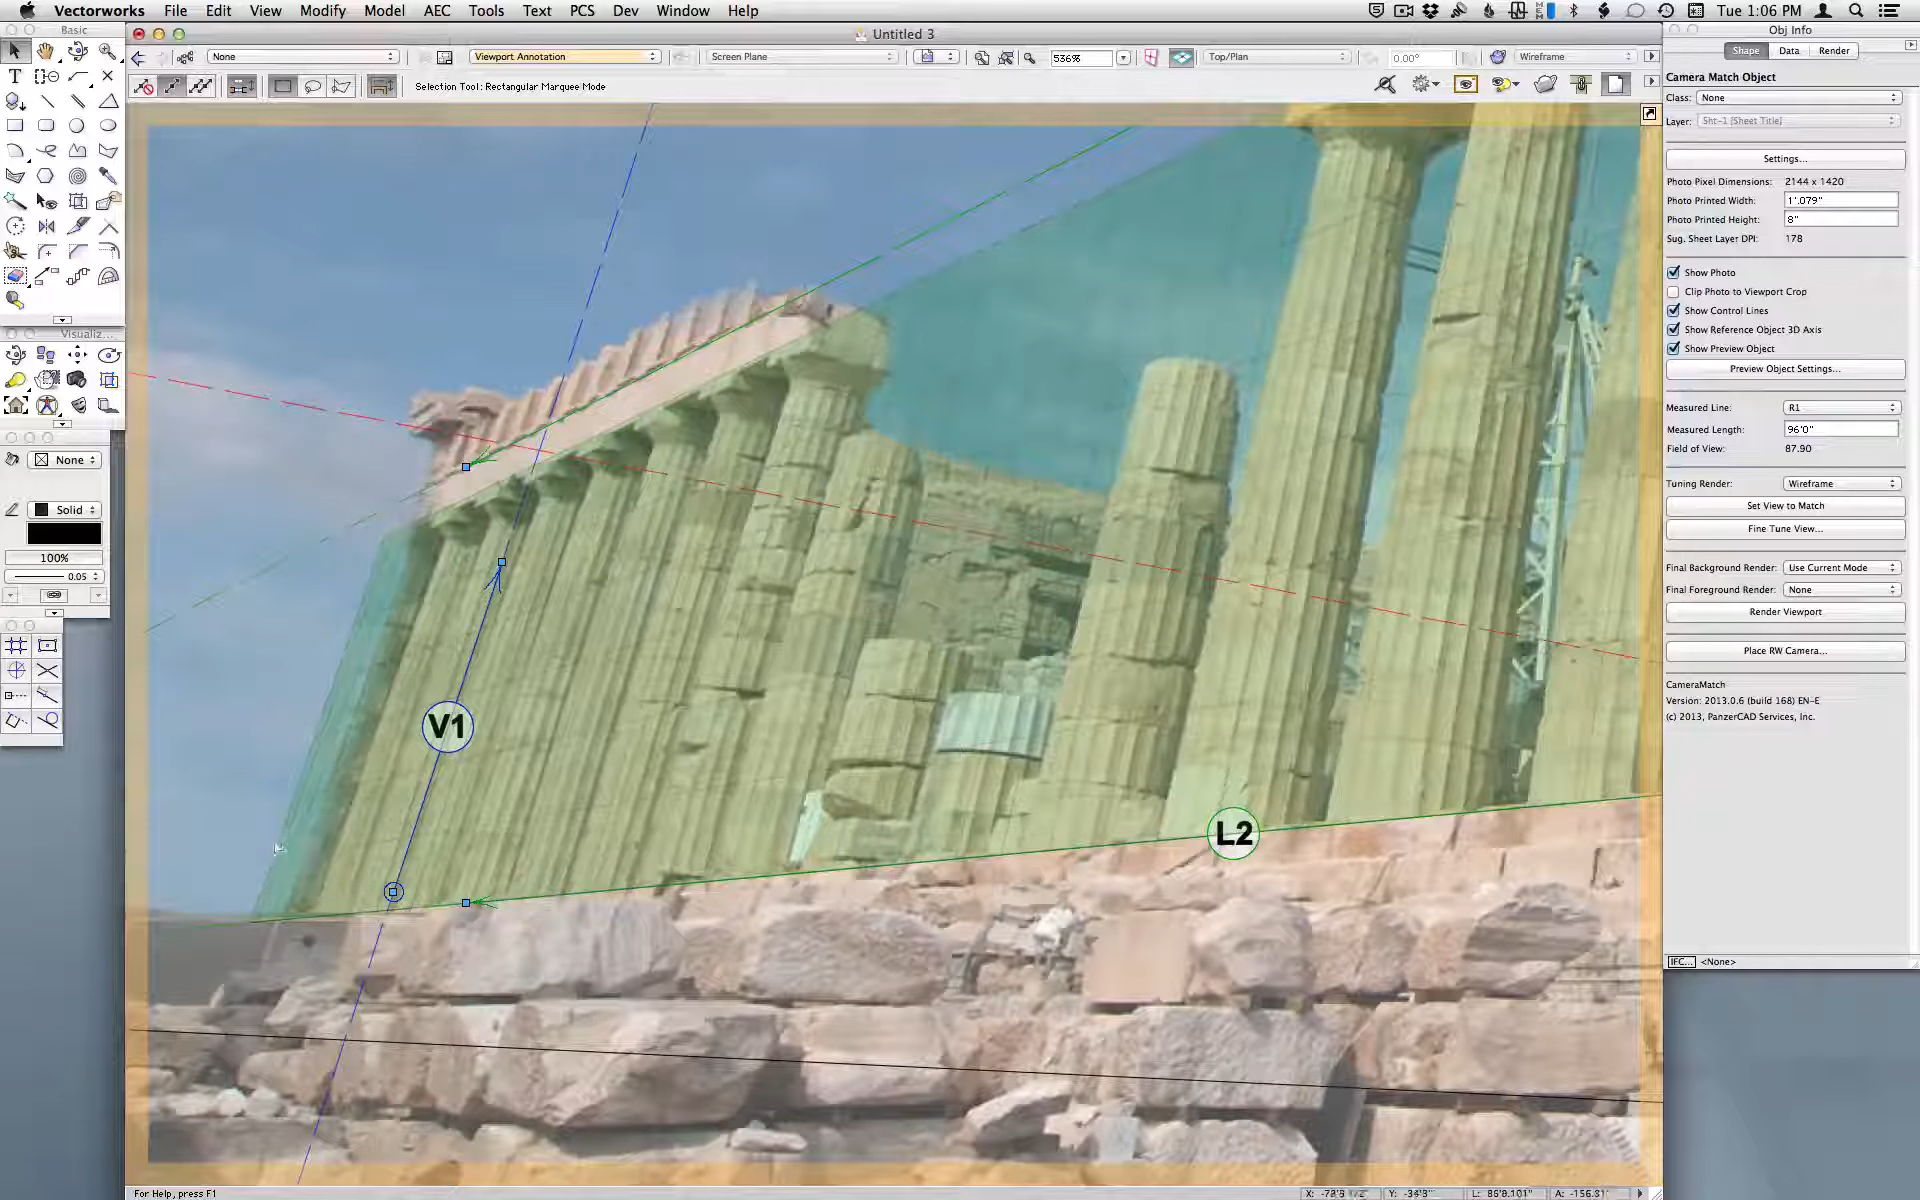 Vectorworks File Edit View Modify Model AEC Tools Text PCS Dev Window Help
Tue 1:06 PM
Basic
Untitled 3
None
Viewport Annotation
Screen Plane
536%
Top/Plan
0.00°
Wireframe
Selection Tool: Rectangular Marquee Mode
Visualiz...
None
Solid
100%
0.05
V1
L2
Obj Info
Shape Data Render
Camera Match Object
Class: None
Layer: Sht-1 [Sheet Title]
Settings...
Photo Pixel Dimensions: 2144 x 1420
Photo Printed Width: 1'.079"
Photo Printed Height: 8"
Sug. Sheet Layer DPI: 178
Show Photo
Clip Photo to Viewport Crop
Show Control Lines
Show Reference Object 3D Axis
Show Preview Object
Preview Object Settings...
Measured Line: R1
Measured Length: 96'0"
Field of View: 87.90
Tuning Render: Wireframe
Set View to Match
Fine Tune View...
Final Background Render: Use Current Mode
Final Foreground Render: None
Render Viewport
Place RW Camera...
CameraMatch
Version: 2013.0.6 (build 168) EN-E
(c) 2013, PanzerCAD Services, Inc.
IFC... <None>
For Help, press F1
X: Y: L: A: